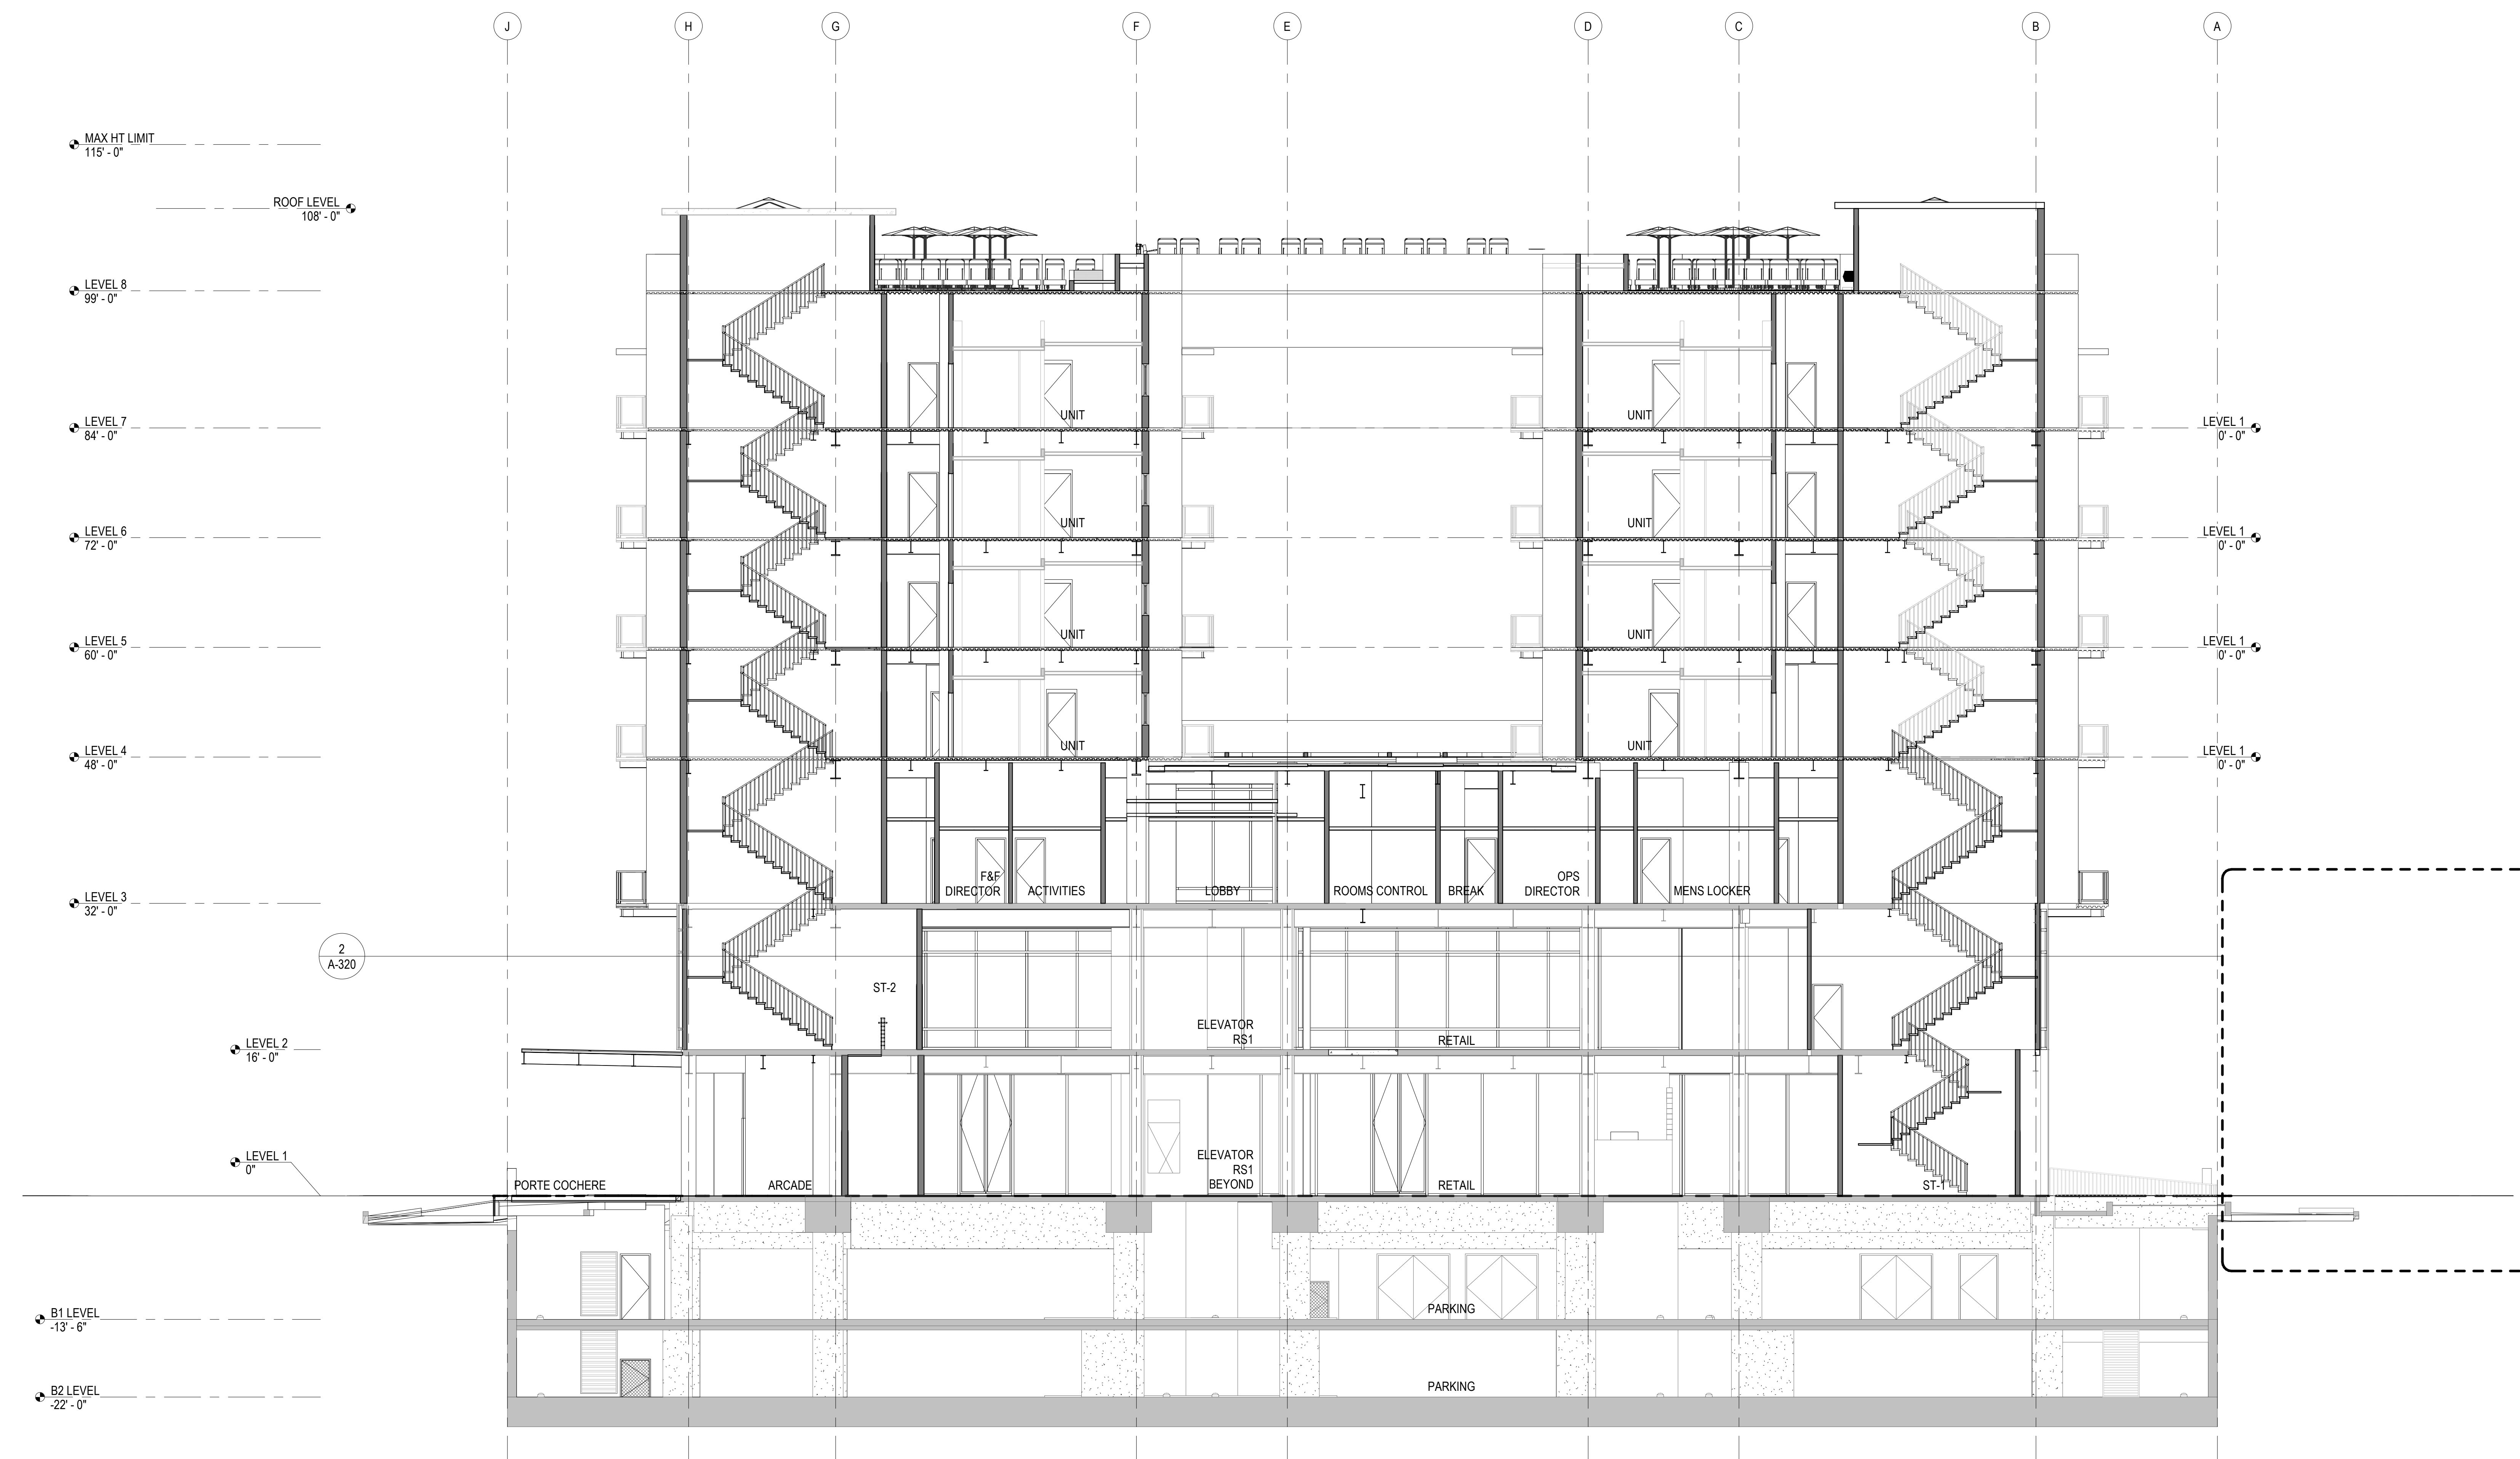 J
H
G
F
E
D
C
B
A
MAX HT LIMIT
115' - 0"
ROOF LEVEL
108' - 0"
LEVEL 8
99' - 0"
LEVEL 7
84' - 0"
UNIT
UNIT
LEVEL 1
0' - 0"
LEVEL 6
72' - 0"
UNIT
UNIT
LEVEL 1
0' - 0"
LEVEL 5
60' - 0"
UNIT
UNIT
LEVEL 1
0' - 0"
LEVEL 4
48' - 0"
UNIT
UNIT
LEVEL 1
0' - 0"
LEVEL 3
32' - 0"
F&F
DIRECTOR
ACTIVITIES
LOBBY
ROOMS CONTROL
BREAK
OPS
DIRECTOR
MENS LOCKER
2
A-320
ST-2
ELEVATOR
RS1
RETAIL
LEVEL 2
16' - 0"
LEVEL 1
0"
PORTE COCHERE
ARCADE
ELEVATOR
RS1
BEYOND
RETAIL
ST-1
B1 LEVEL
-13' - 6"
PARKING
B2 LEVEL
-22' - 0"
PARKING